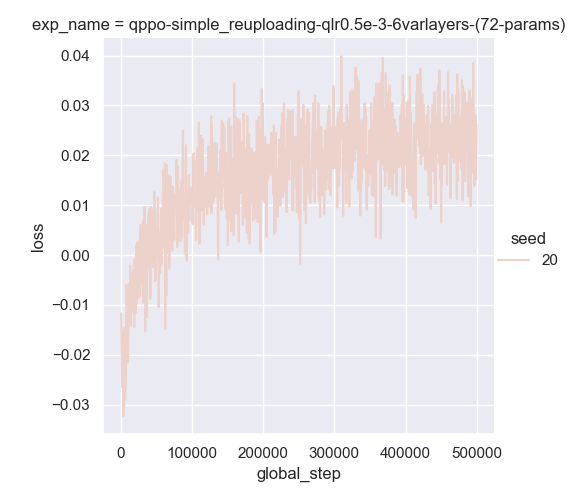 exp_name = qppo-simple_reuploading-qlr0.5e-3-6varlayers-(72-params)
0.04
0.03
0.02
0.01
0.00
−0.01
−0.02
−0.03
loss
seed
20
0 100000 200000 300000 400000 500000
global_step